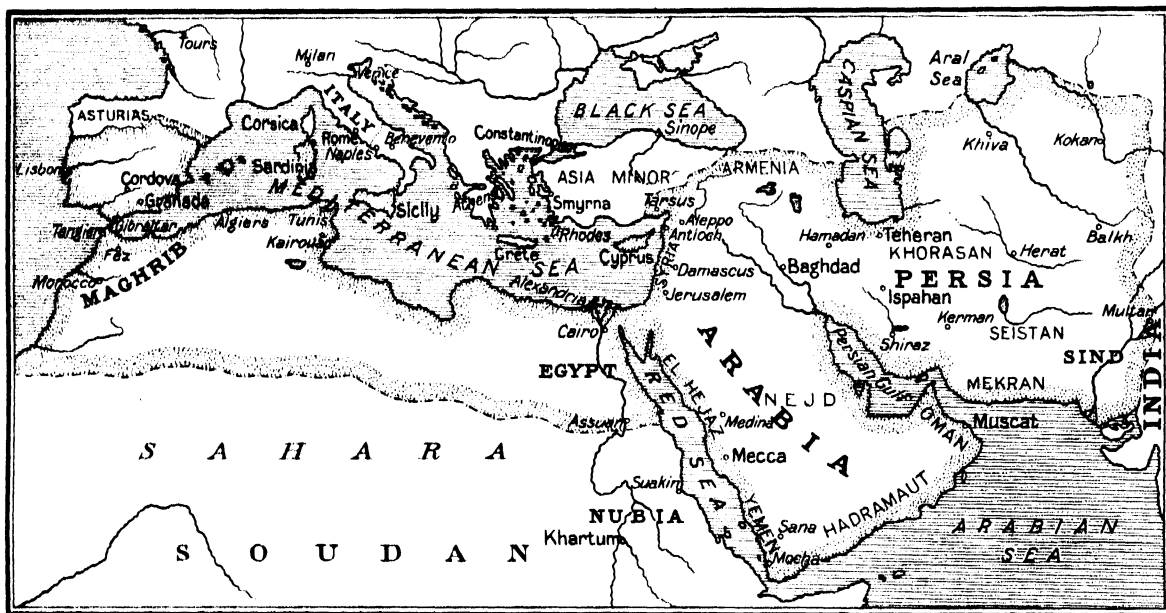 Tours
Milan
Venice
Aral
Sea
CASPIAN SEA
BLACK SEA
ASTURIAS
ITALY
Corsica
Rome
Benevento
Constantinople
Sinope
Khiva
Kokan
Lisbon
Naples
Sardinia
ASIA MINOR
ARMENIA
Cordova
Granada
MEDITERRANEAN SEA
Sicily
Athens
Smyrna
Tarsus
Aleppo
Antioch
Hamadan
Teheran
KHORASAN
Herat
Balkh
Tangiers
Gibraltar
Algiers
Tunis
Kairouan
Rhodes
Crete
Cyprus
SYRIA
Fez
Morocco
MAGHRIB
Damascus
Baghdad
PERSIA
Jerusalem
Ispahan
Alexandria
Kerman
Multan
Cairo
SEISTAN
Shiraz
SIND
INDIA
Persian Gulf
EGYPT
ARABIA
EL HEJAZ
NEJD
MEKRAN
RED SEA
Medina
OMAN
Muscat
Assuan
SAHARA
Mecca
Suakin
HADRAMAUT
NUBIA
YEMEN
Sana
ARABIAN
SEA
SOUDAN
Khartum
Mocha